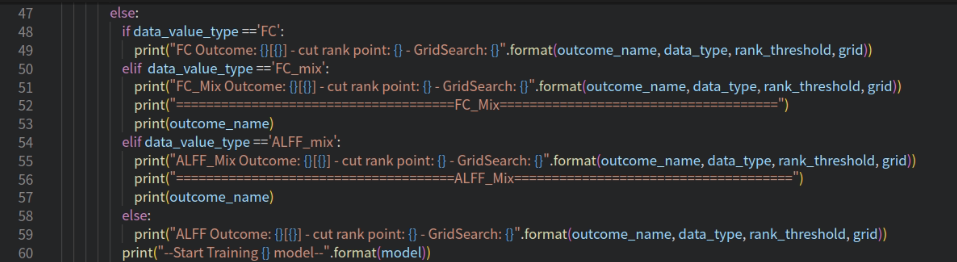 47 else:
48 if data_value_type =='FC':
49 print("FC Outcome: {}[{}] - cut rank point: {} - GridSearch: {}".format(outcome_name, data_type, rank_threshold, grid))
50 elif  data_value_type =='FC_mix':
51 print("FC_Mix Outcome: {}[{}] - cut rank point: {} - GridSearch: {}".format(outcome_name, data_type, rank_threshold, grid))
52 print("=====================================FC_Mix=====================================")
53 print(outcome_name)
54 elif data_value_type =='ALFF_mix':
55 print("ALFF_Mix Outcome: {}[{}] - cut rank point: {} - GridSearch: {}".format(outcome_name, data_type, rank_threshold, grid))
56 print("=====================================ALFF_Mix=====================================")
57 print(outcome_name)
58 else:
59 print("ALFF Outcome: {}[{}] - cut rank point: {} - GridSearch: {}".format(outcome_name, data_type, rank_threshold, grid))
60 print("--Start Training {} model--".format(model))